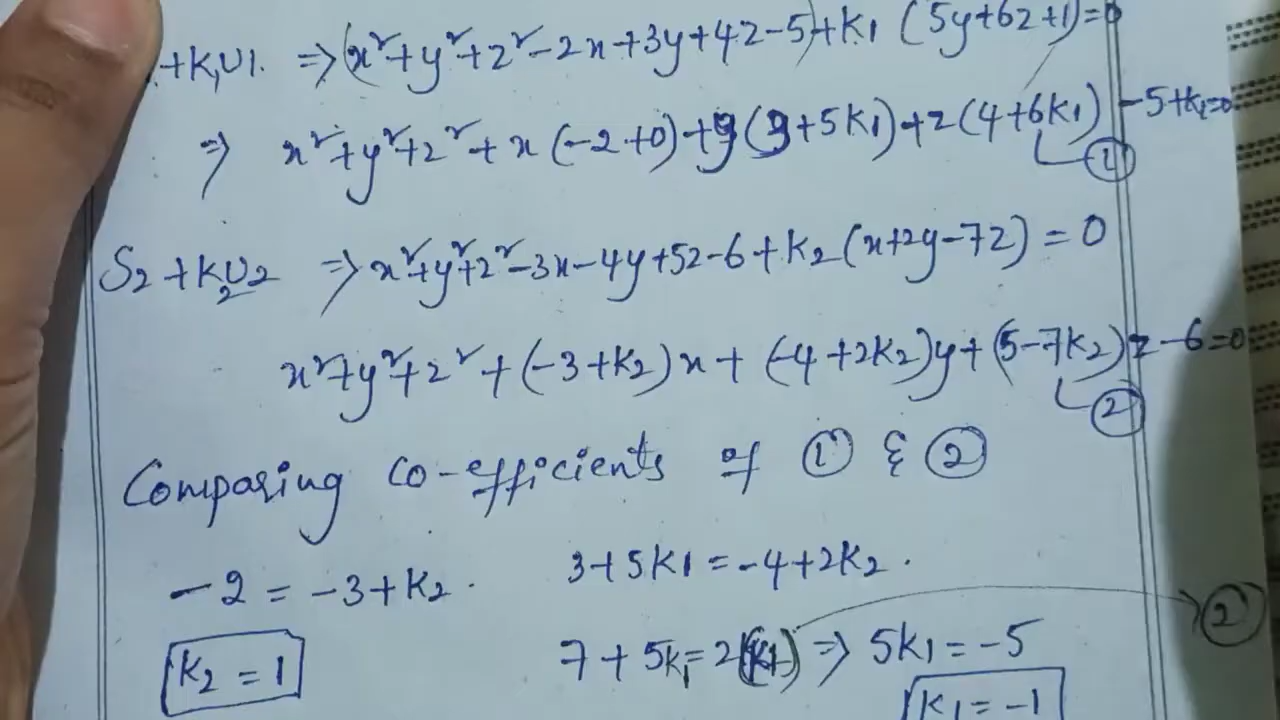 +K1U1. ⇒ (x²+y²+z²-2x+3y+4z-5)+K1 (5y+6z+1)=0
⇒ x²+y²+z²+x(-2+0)+y(3+5K1)+z(4+6K1)-5+K1=0
①
S2+K2U2 ⇒ x²+y²+z²-3x-4y+5z-6+K2(x+2y-7z)=0
x²+y²+z²+(-3+K2)x+(-4+2K2)y+(5-7K2)z-6=0
②
Comparing co-efficients of ① & ②
-2 = -3+K2. 3+5K1=-4+2K2.
K2 = 1 7+5K1=2(1) ⇒ 5K1=-5 ②
K1=-1